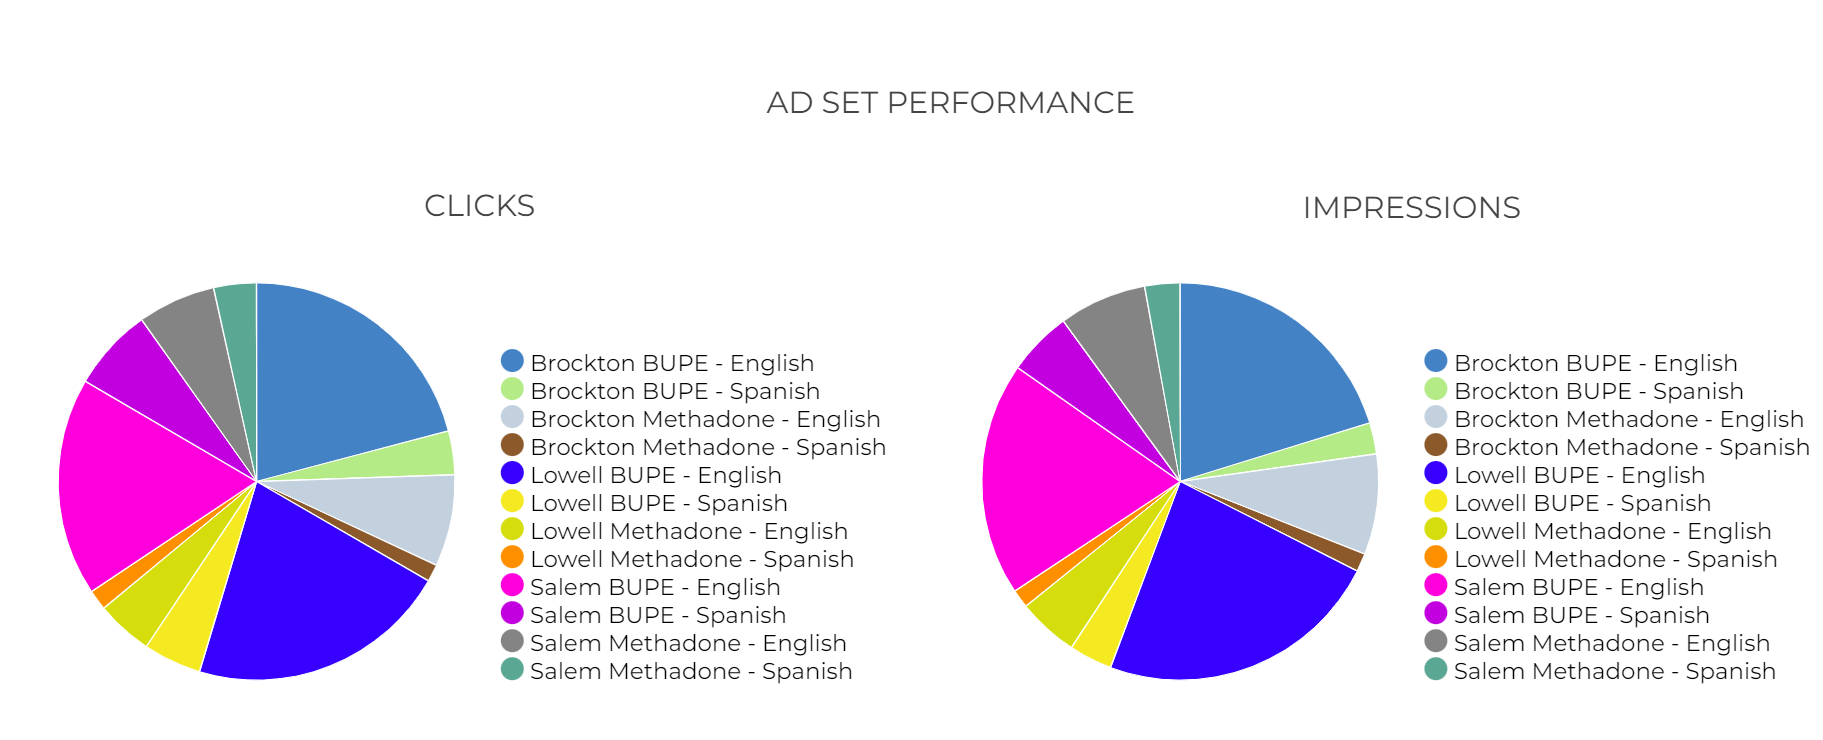 AD SET PERFORMANCE
CLICKS
IMPRESSIONS
Brockton BUPE - English
Brockton BUPE - Spanish
Brockton Methadone - English
Brockton Methadone - Spanish
Lowell BUPE - English
Lowell BUPE - Spanish
Lowell Methadone - English
Lowell Methadone - Spanish
Salem BUPE - English
Salem BUPE - Spanish
Salem Methadone - English
Salem Methadone - Spanish
Brockton BUPE - English
Brockton BUPE - Spanish
Brockton Methadone - English
Brockton Methadone - Spanish
Lowell BUPE - English
Lowell BUPE - Spanish
Lowell Methadone - English
Lowell Methadone - Spanish
Salem BUPE - English
Salem BUPE - Spanish
Salem Methadone - English
Salem Methadone - Spanish